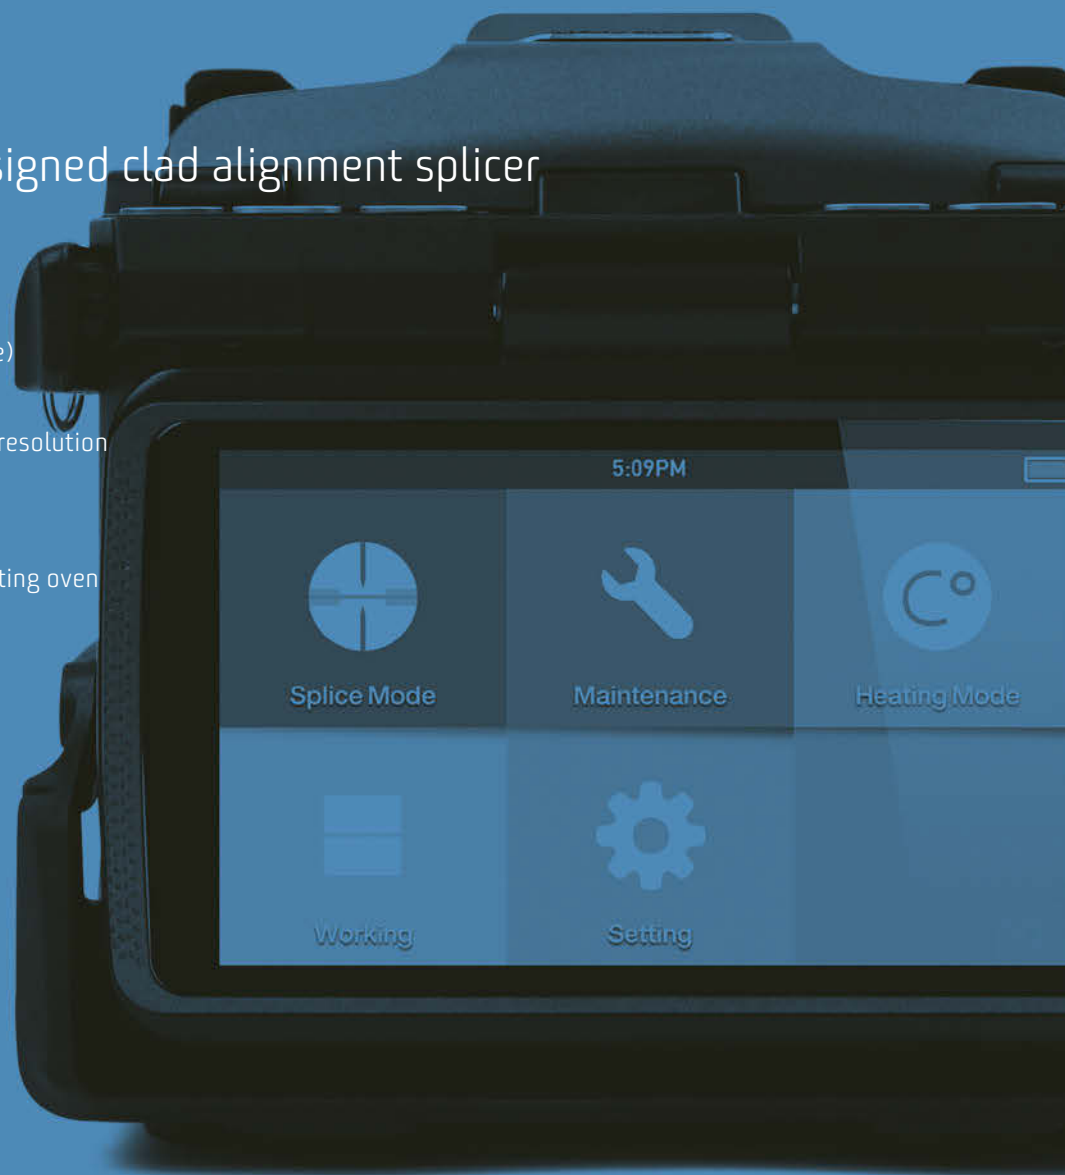 signed clad alignment splicer
e)
resolution
5:09PM
ting oven
Splice Mode
Maintenance
Heating Mode
Working
Setting